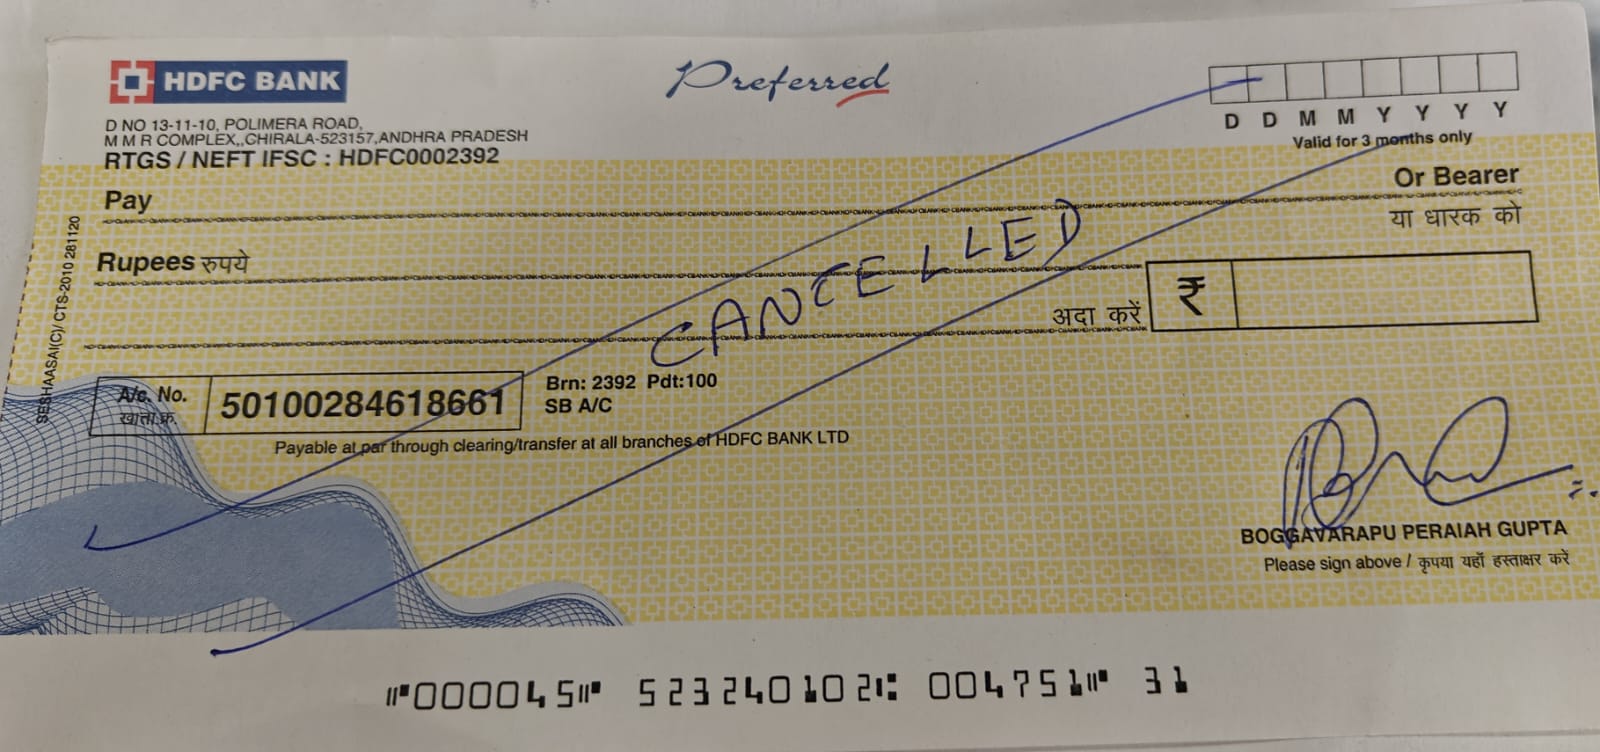 HDFC BANK
Preferred
D NO 13-11-10, POLIMERA ROAD,
M M R COMPLEX,,CHIRALA-523157,ANDHRA PRADESH
RTGS / NEFT IFSC : HDFC0002392
D D M M Y Y Y Y
Valid for 3 months only
Pay
Or Bearer
या धारक को
Rupees रुपये
CANCELLED
अदा करें
₹
A/c. No.
खाता क्र.
50100284618661
Brn: 2392 Pdt:100
SB A/C
Payable at par through clearing/transfer at all branches of HDFC BANK LTD
SESHAASAI(C)/ CTS-2010 281120
BOGGAVARAPU PERAIAH GUPTA
Please sign above / कृपया यहाँ हस्ताक्षर करें
⑈000045⑈ 523240102⑆ 004751⑈ 31